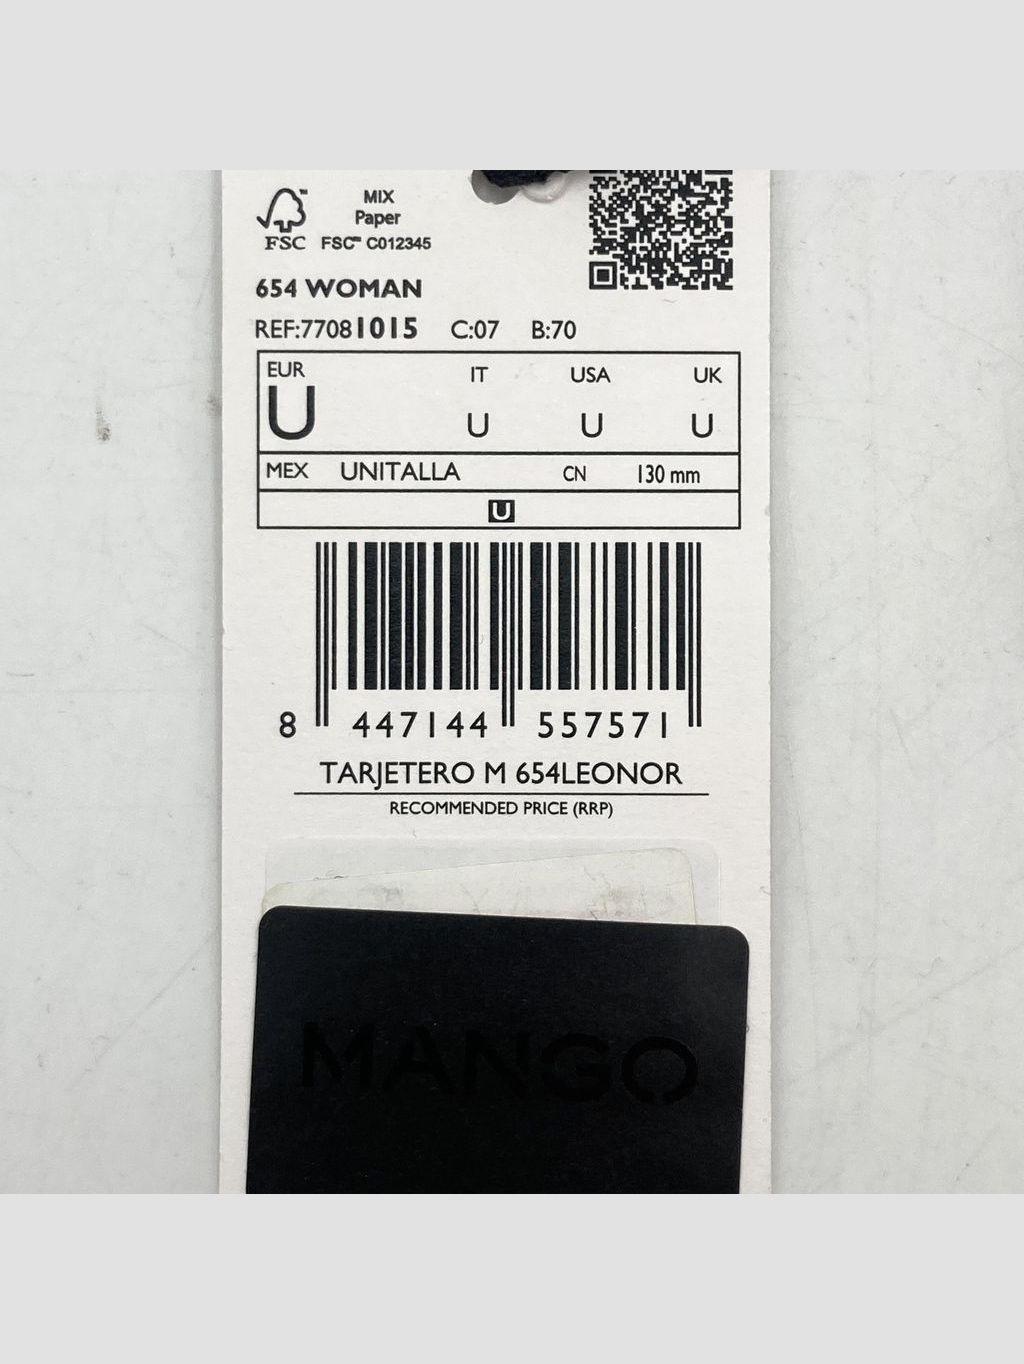 MIX
Paper
FSC™ FSC™ C012345
654 WOMAN
REF:77081015 C:07 B:70
EUR IT USA UK
U U U U
MEX UNITALLA CN 130 mm
U
8 447144 557571
TARJETERO M 654LEONOR
RECOMMENDED PRICE (RRP)
MANGO